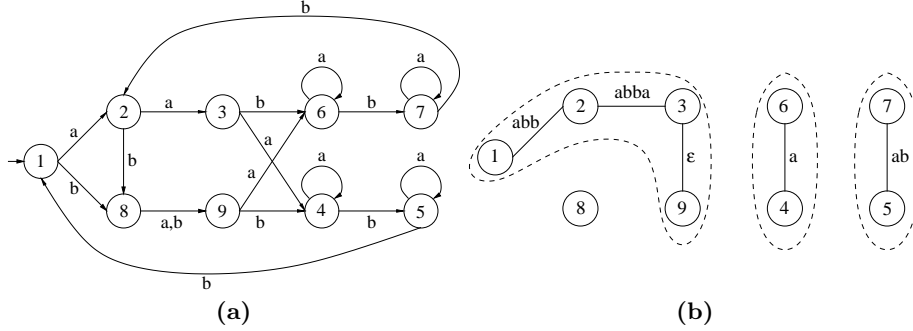 b
a a
2 a 3 b 6 b 7
a a
1 b a a a
b 8 a,b 9 b 4 b 5
b
(a)
abba
2 3 6 7
abb
1 ε a ab
8 9 4 5
(b)